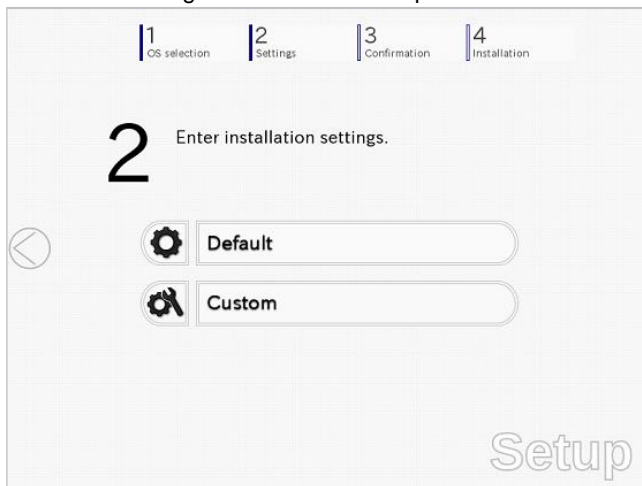 1
OS selection
2
Settings
3
Confirmation
4
Installation
2
Enter installation settings.
Default
Custom
Setup